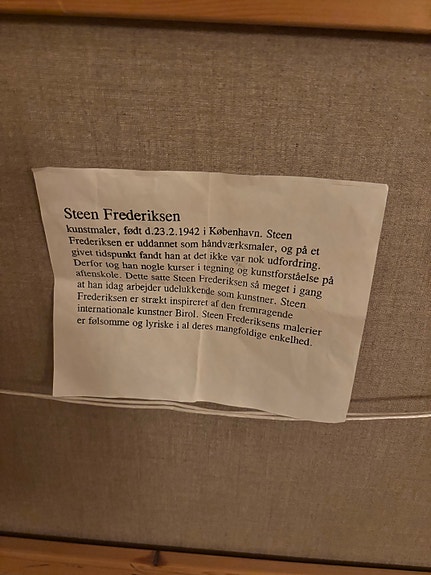 Steen Frederiksen
kunstmaler, født d.23.2.1942 i København. Steen
Frederiksen er uddannet som håndværksmaler, og på et
givet tidspunkt fandt han at det ikke var nok udfordring.
Derfor tog han nogle kurser i tegning og kunstforståelse på
aftenskole. Dette satte Steen Frederiksen så meget i gang
at han idag arbejder udelukkende som kunstner. Steen
Frederiksen er strækt inspireret af den fremragende
internationale kunstner Birol. Steen Frederiksens malerier
er følsomme og lyriske i al deres mangfoldige enkelhed.